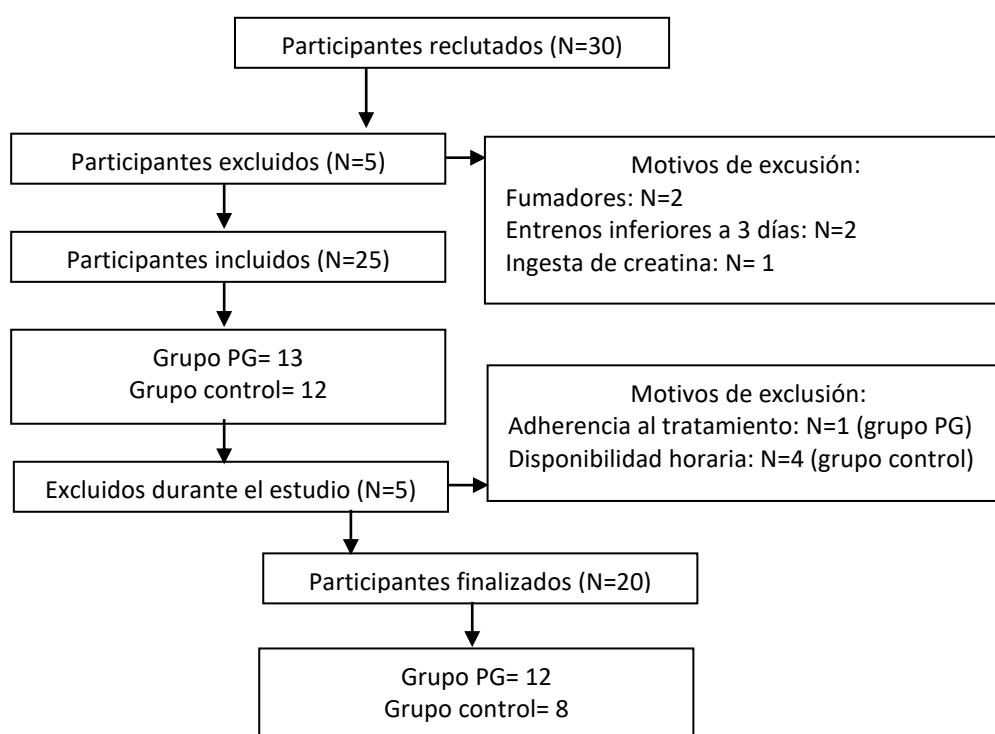 Participantes reclutados (N=30)
Participantes excluidos (N=5)
Motivos de excusión:
Fumadores: N=2
Entrenos inferiores a 3 días: N=2
Ingesta de creatina: N= 1
Participantes incluidos (N=25)
Grupo PG= 13
Grupo control= 12
Motivos de exclusión:
Adherencia al tratamiento: N=1 (grupo PG)
Disponibilidad horaria: N=4 (grupo control)
Excluidos durante el estudio (N=5)
Participantes finalizados (N=20)
Grupo PG= 12
Grupo control= 8